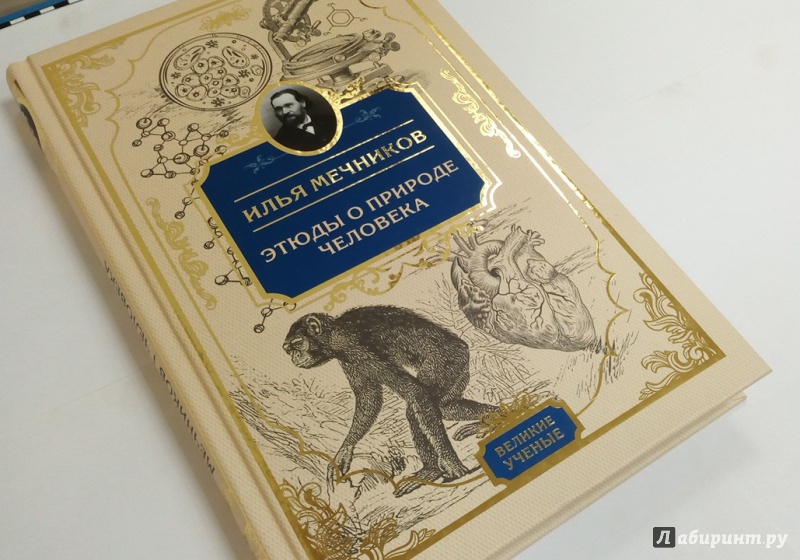 ИЛЬЯ МЕЧНИКОВ
ЭТЮДЫ О ПРИРОДЕ
ЧЕЛОВЕКА
ВЕЛИКИЕ
УЧЕНЫЕ
Лабиринт.ру